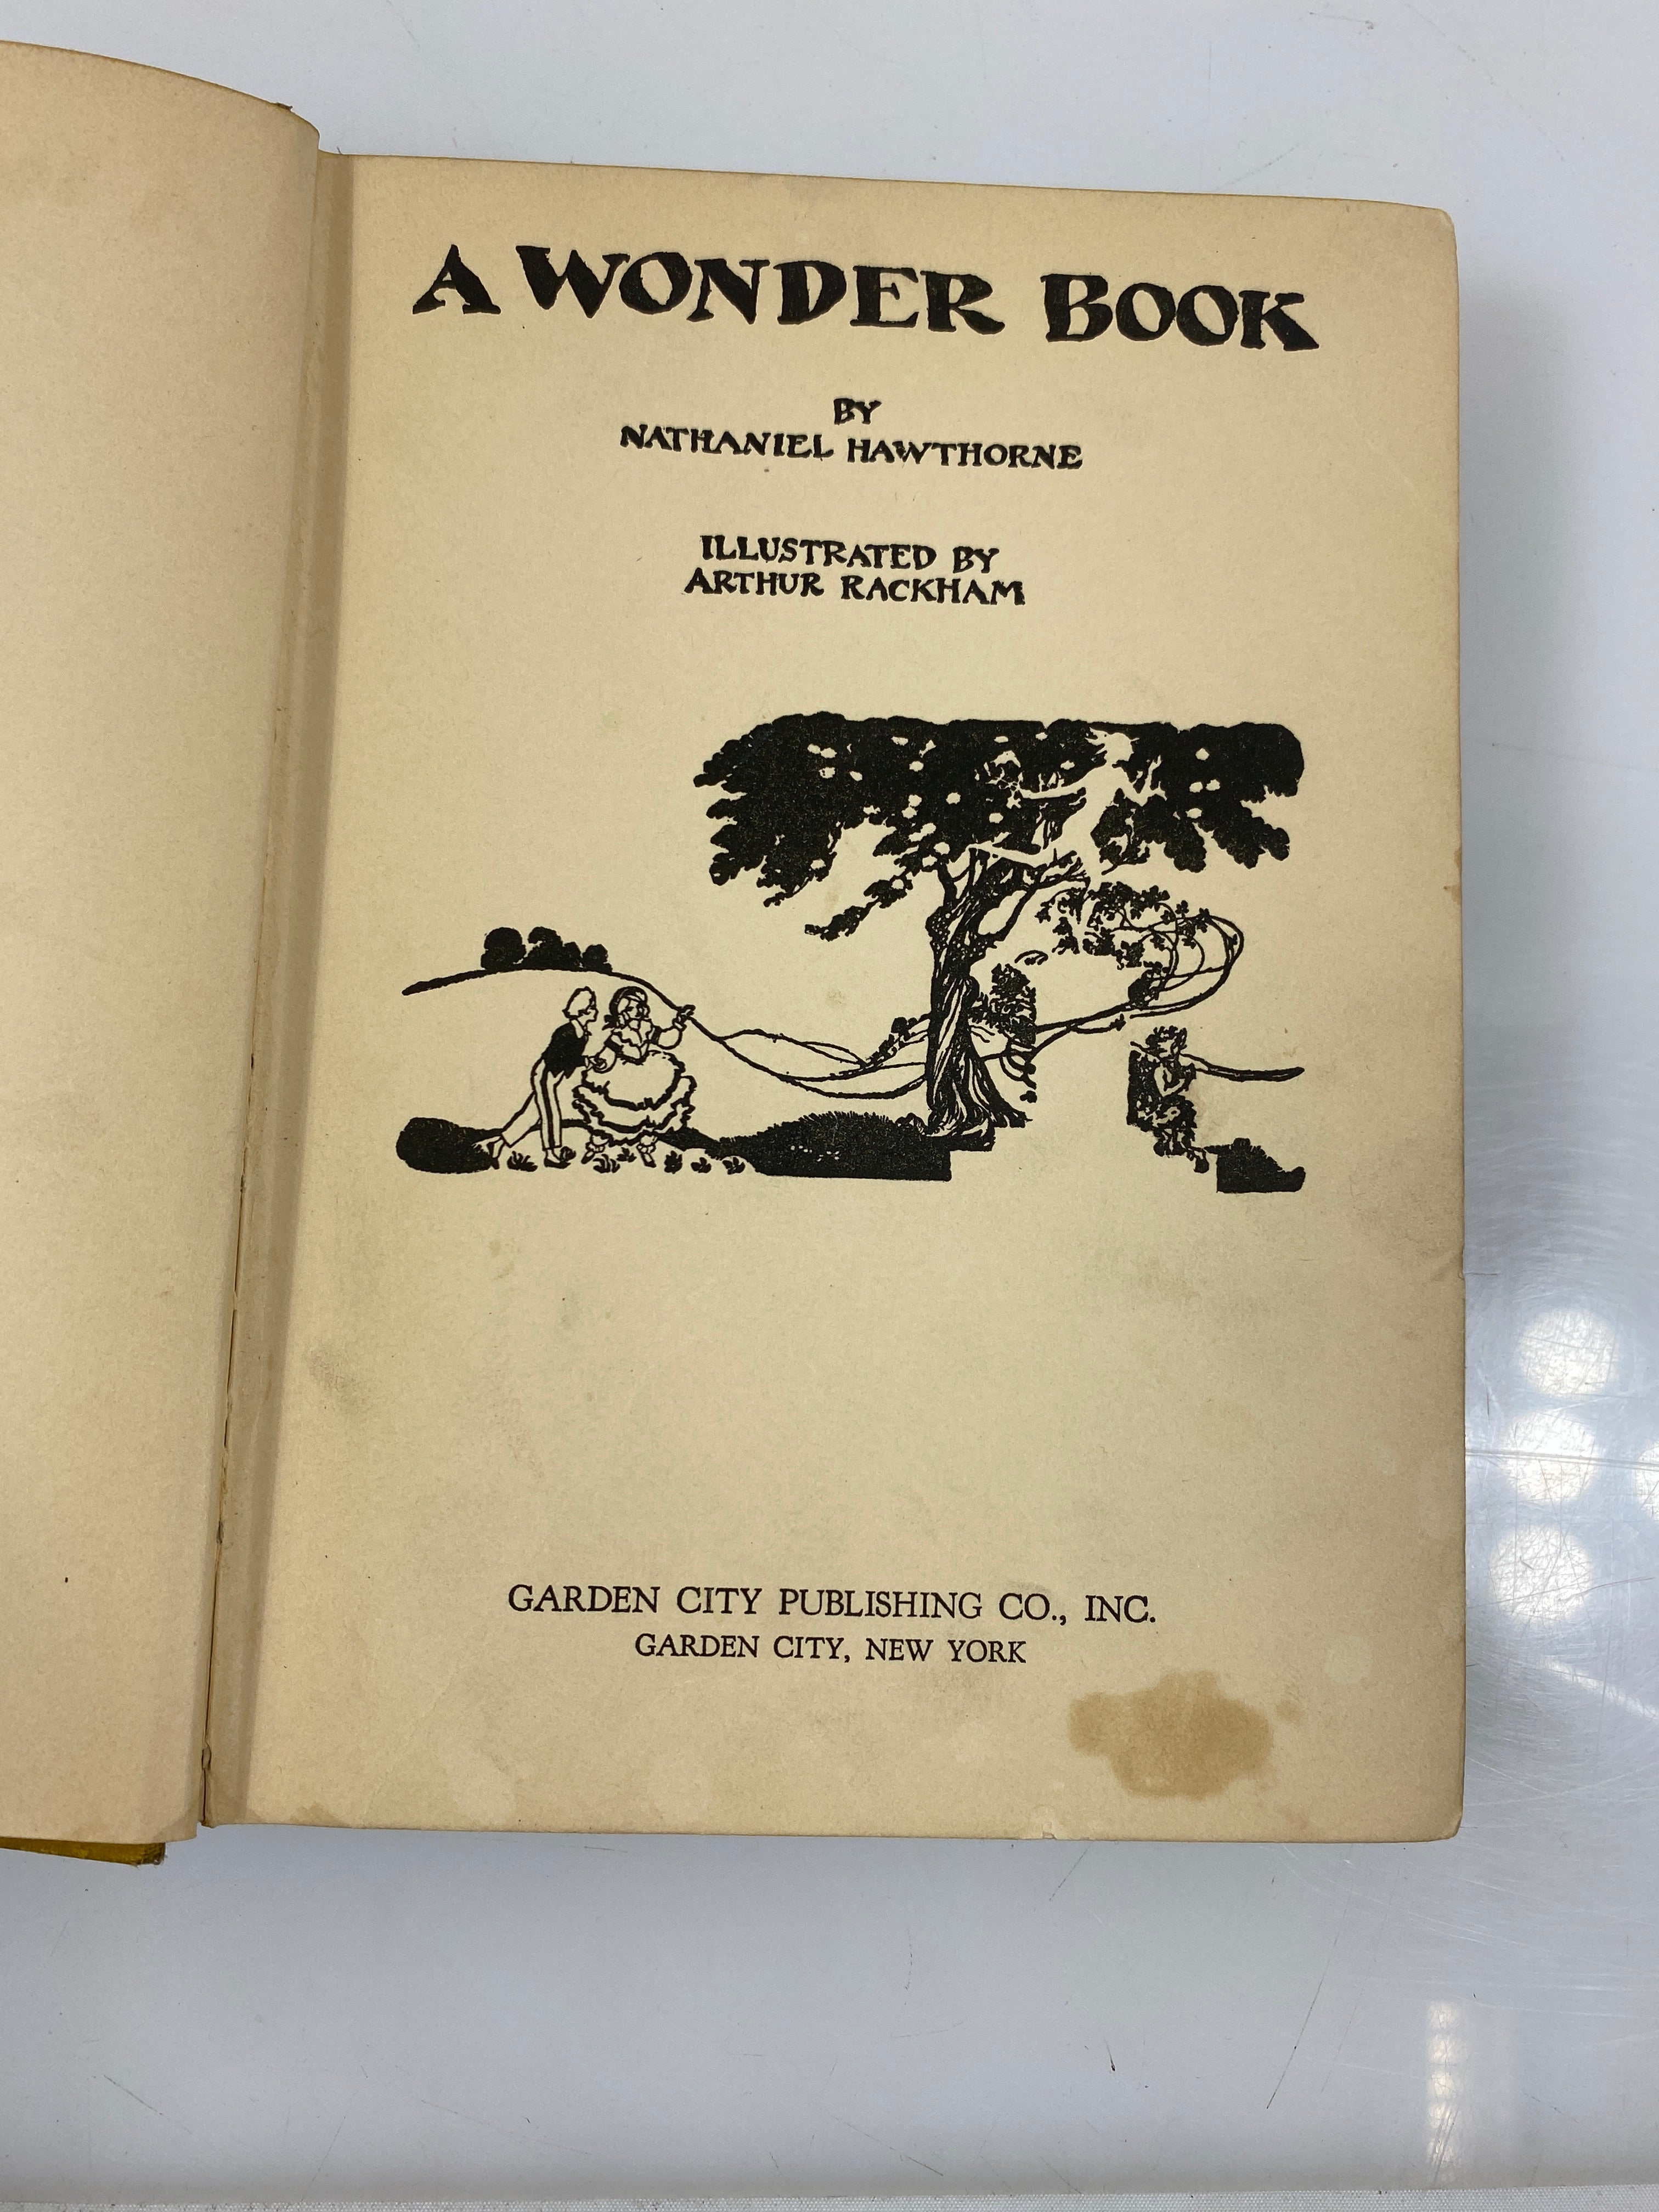 A WONDER BOOK
BY
NATHANIEL HAWTHORNE
ILLUSTRATED BY
ARTHUR RACKHAM
GARDEN CITY PUBLISHING CO., INC.
GARDEN CITY, NEW YORK